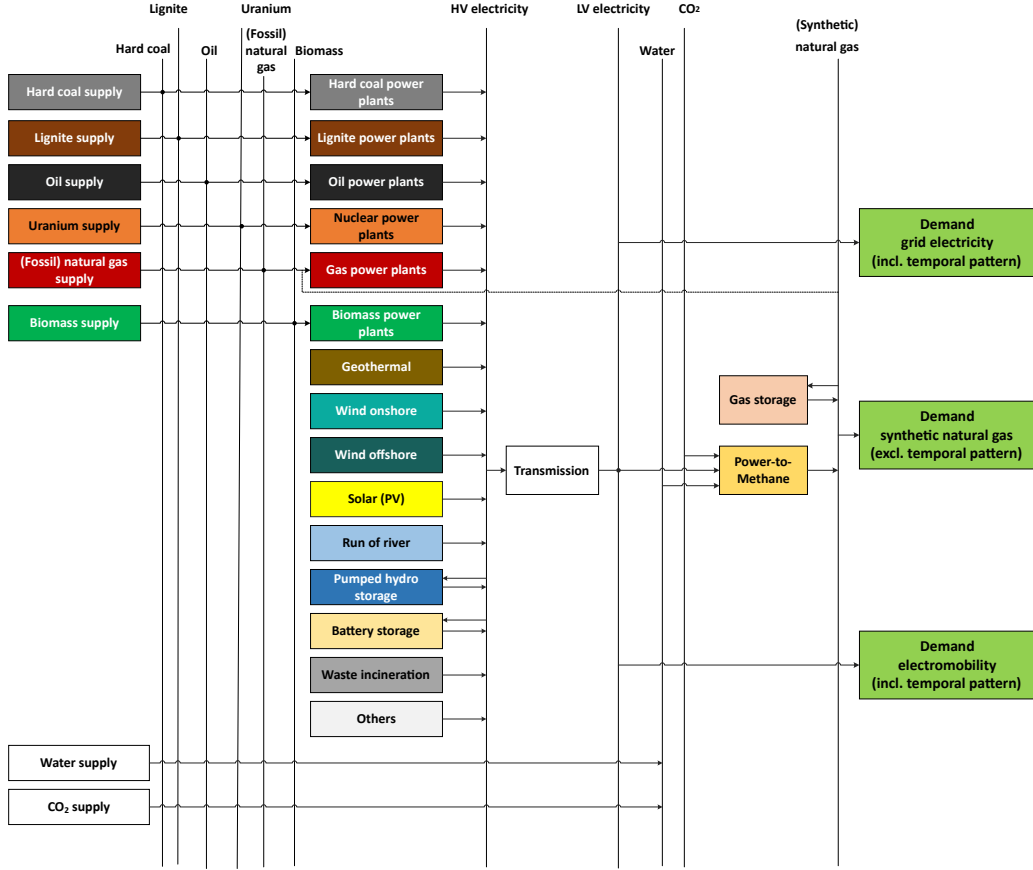 Lignite
Uranium
HV electricity
LV electricity
CO2
(Synthetic)
natural gas
Hard coal
Oil
(Fossil)
natural
gas
Biomass
Water
Hard coal supply
Hard coal power
plants
Lignite supply
Lignite power plants
Oil supply
Oil power plants
Uranium supply
Nuclear power
plants
Demand
grid electricity
(incl. temporal pattern)
(Fossil) natural gas
supply
Gas power plants
Biomass supply
Biomass power
plants
Geothermal
Gas storage
Wind onshore
Demand
synthetic natural gas
(excl. temporal pattern)
Wind offshore
Transmission
Power-to-
Methane
Solar (PV)
Run of river
Pumped hydro
storage
Battery storage
Demand
electromobility
(incl. temporal pattern)
Waste incineration
Others
Water supply
CO2 supply